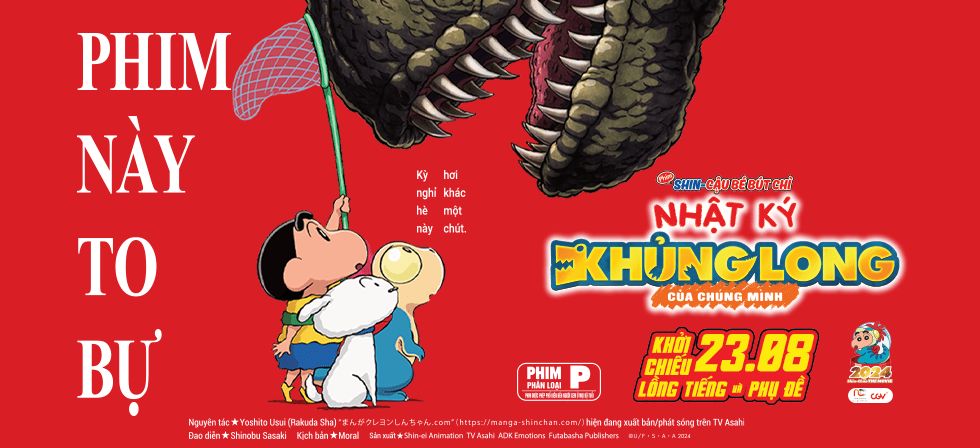 PHIM
NÀY
TO
BỰ
Kỳ hơi
nghỉ khác
hè một
này chút.
Phim
SHIN-CẬU BÉ BÚT CHÌ
NHẬT KÝ
KHỦNG LONG
CỦA CHÚNG MÌNH
KHỞI CHIẾU 23.08
LỒNG TIẾNG và PHỤ ĐỀ
PHIM
PHÂN LOẠI P
PHIM ĐƯỢC PHÉP PHỔ BIẾN ĐẾN NGƯỜI XEM Ở MỌI ĐỘ TUỔI
2024
CGV
Nguyên tác★Yoshito Usui (Rakuda Sha) "まんがクレヨンしんちゃん.com" (https://manga-shinchan.com/) hiện đang xuất bản/phát sóng trên TV Asahi
Đạo diễn★Shinobu Sasaki Kịch bản★Moral Sản xuất★Shin-ei Animation TV Asahi ADK Emotions Futabasha Publishers ©U/F・S・A・A 2024